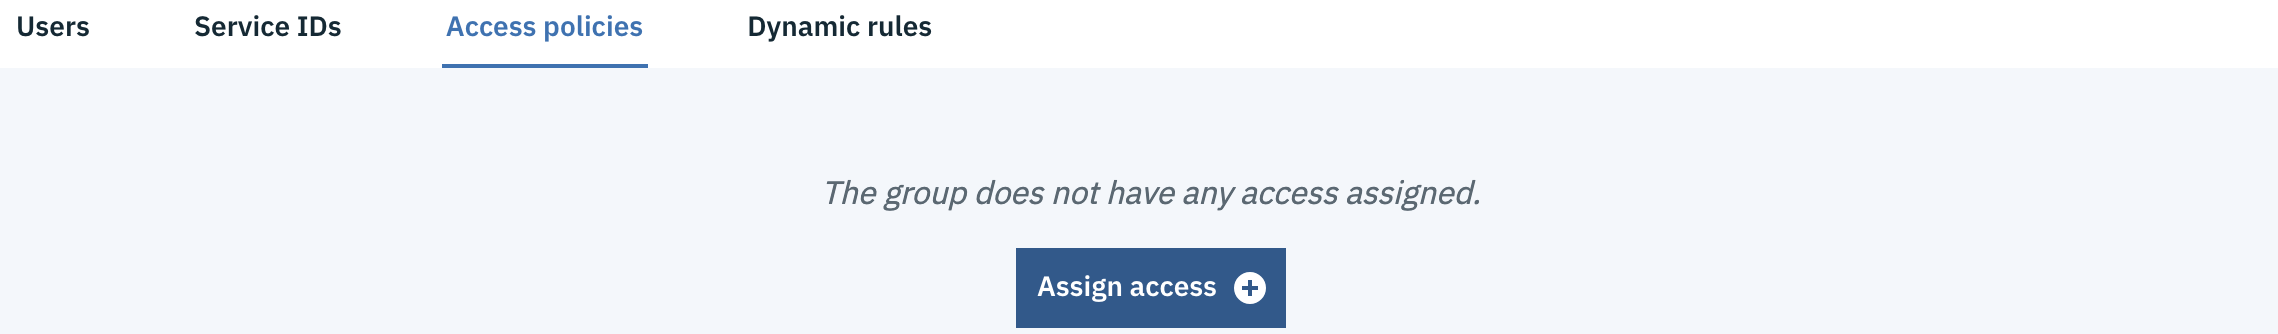 Users Service IDs Access policies Dynamic rules
The group does not have any access assigned.
Assign access